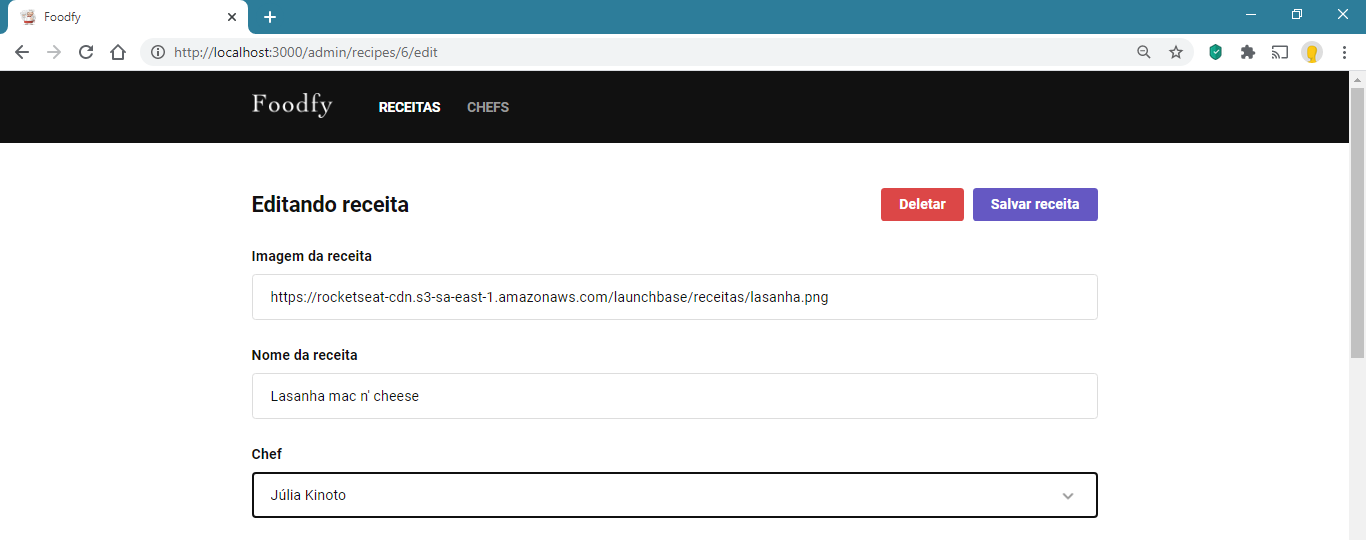 Foodfy
http://localhost:3000/admin/recipes/6/edit
Foodfy RECEITAS CHEFS
Editando receita Deletar Salvar receita
Imagem da receita
https://rocketseat-cdn.s3-sa-east-1.amazonaws.com/launchbase/receitas/lasanha.png
Nome da receita
Lasanha mac n' cheese
Chef
Júlia Kinoto